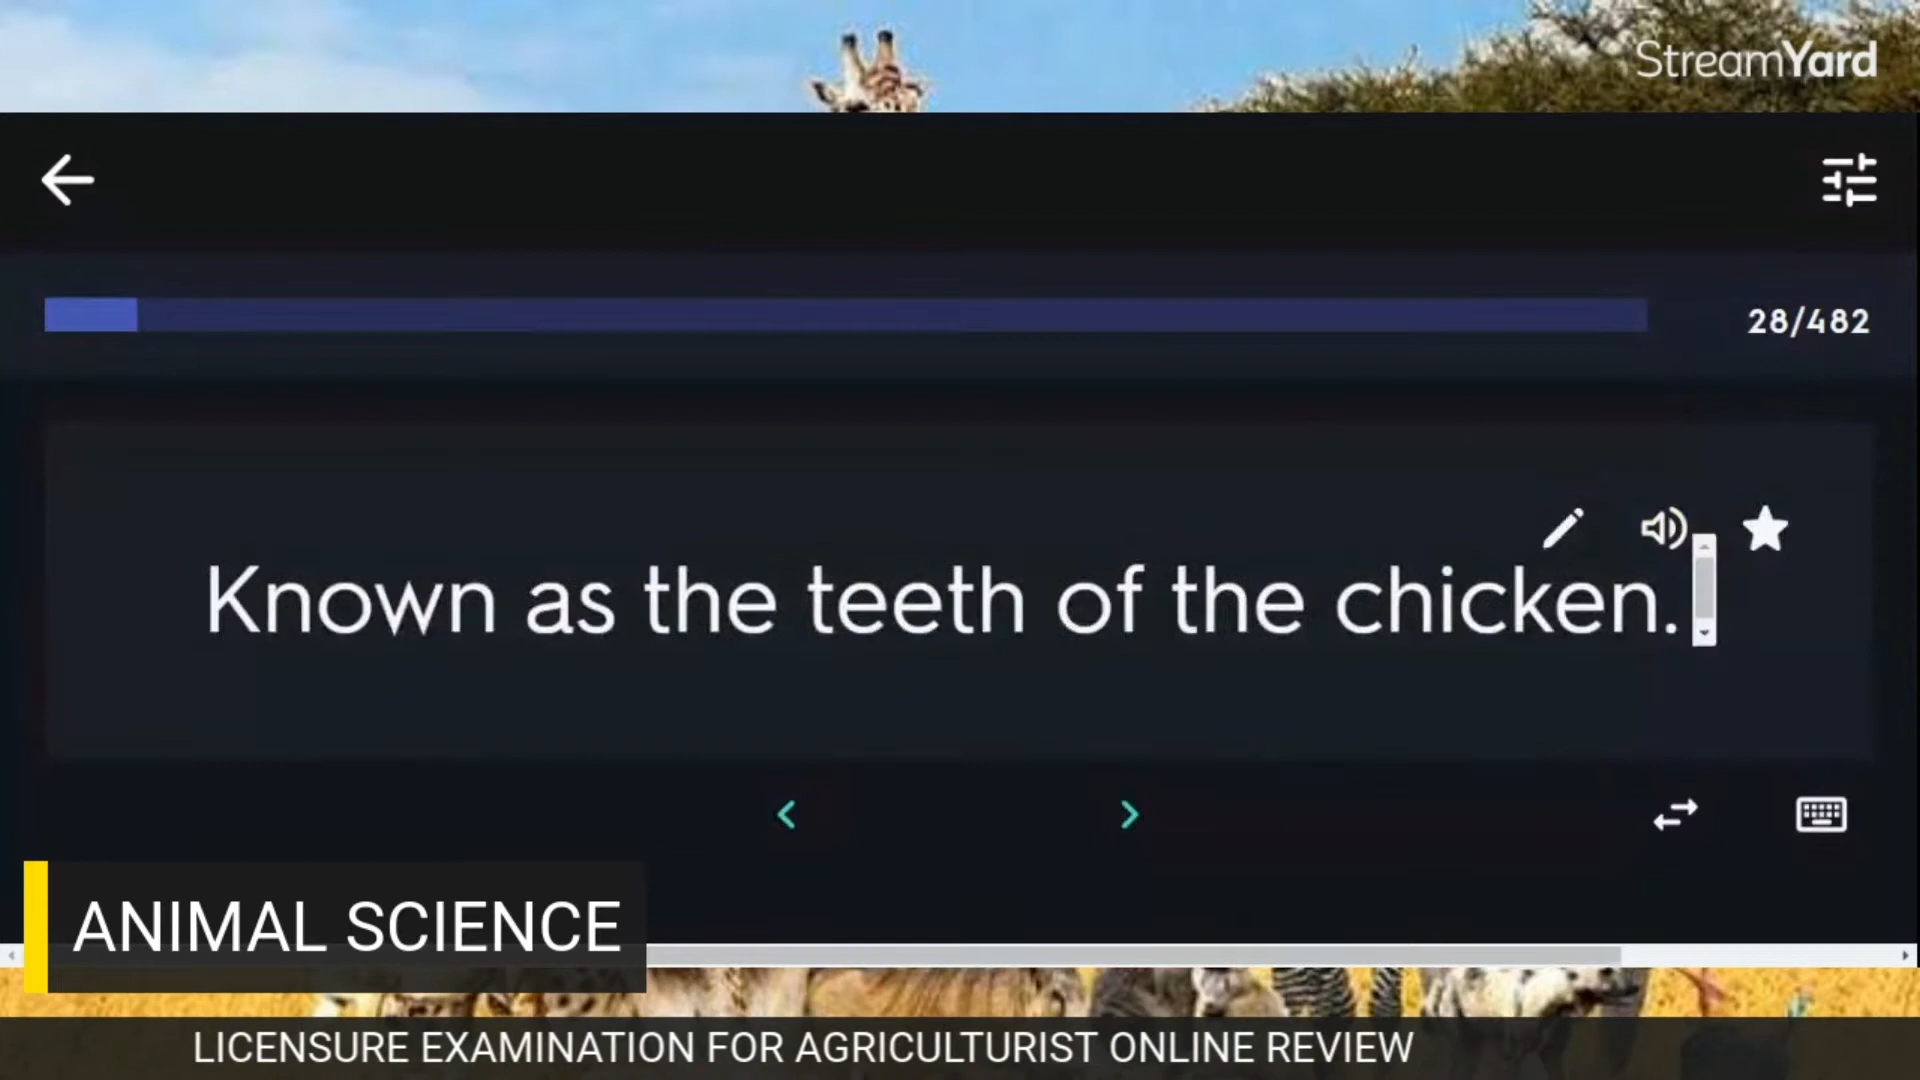 StreamYard
28/482
Known as the teeth of the chicken.
ANIMAL SCIENCE
LICENSURE EXAMINATION FOR AGRICULTURIST ONLINE REVIEW